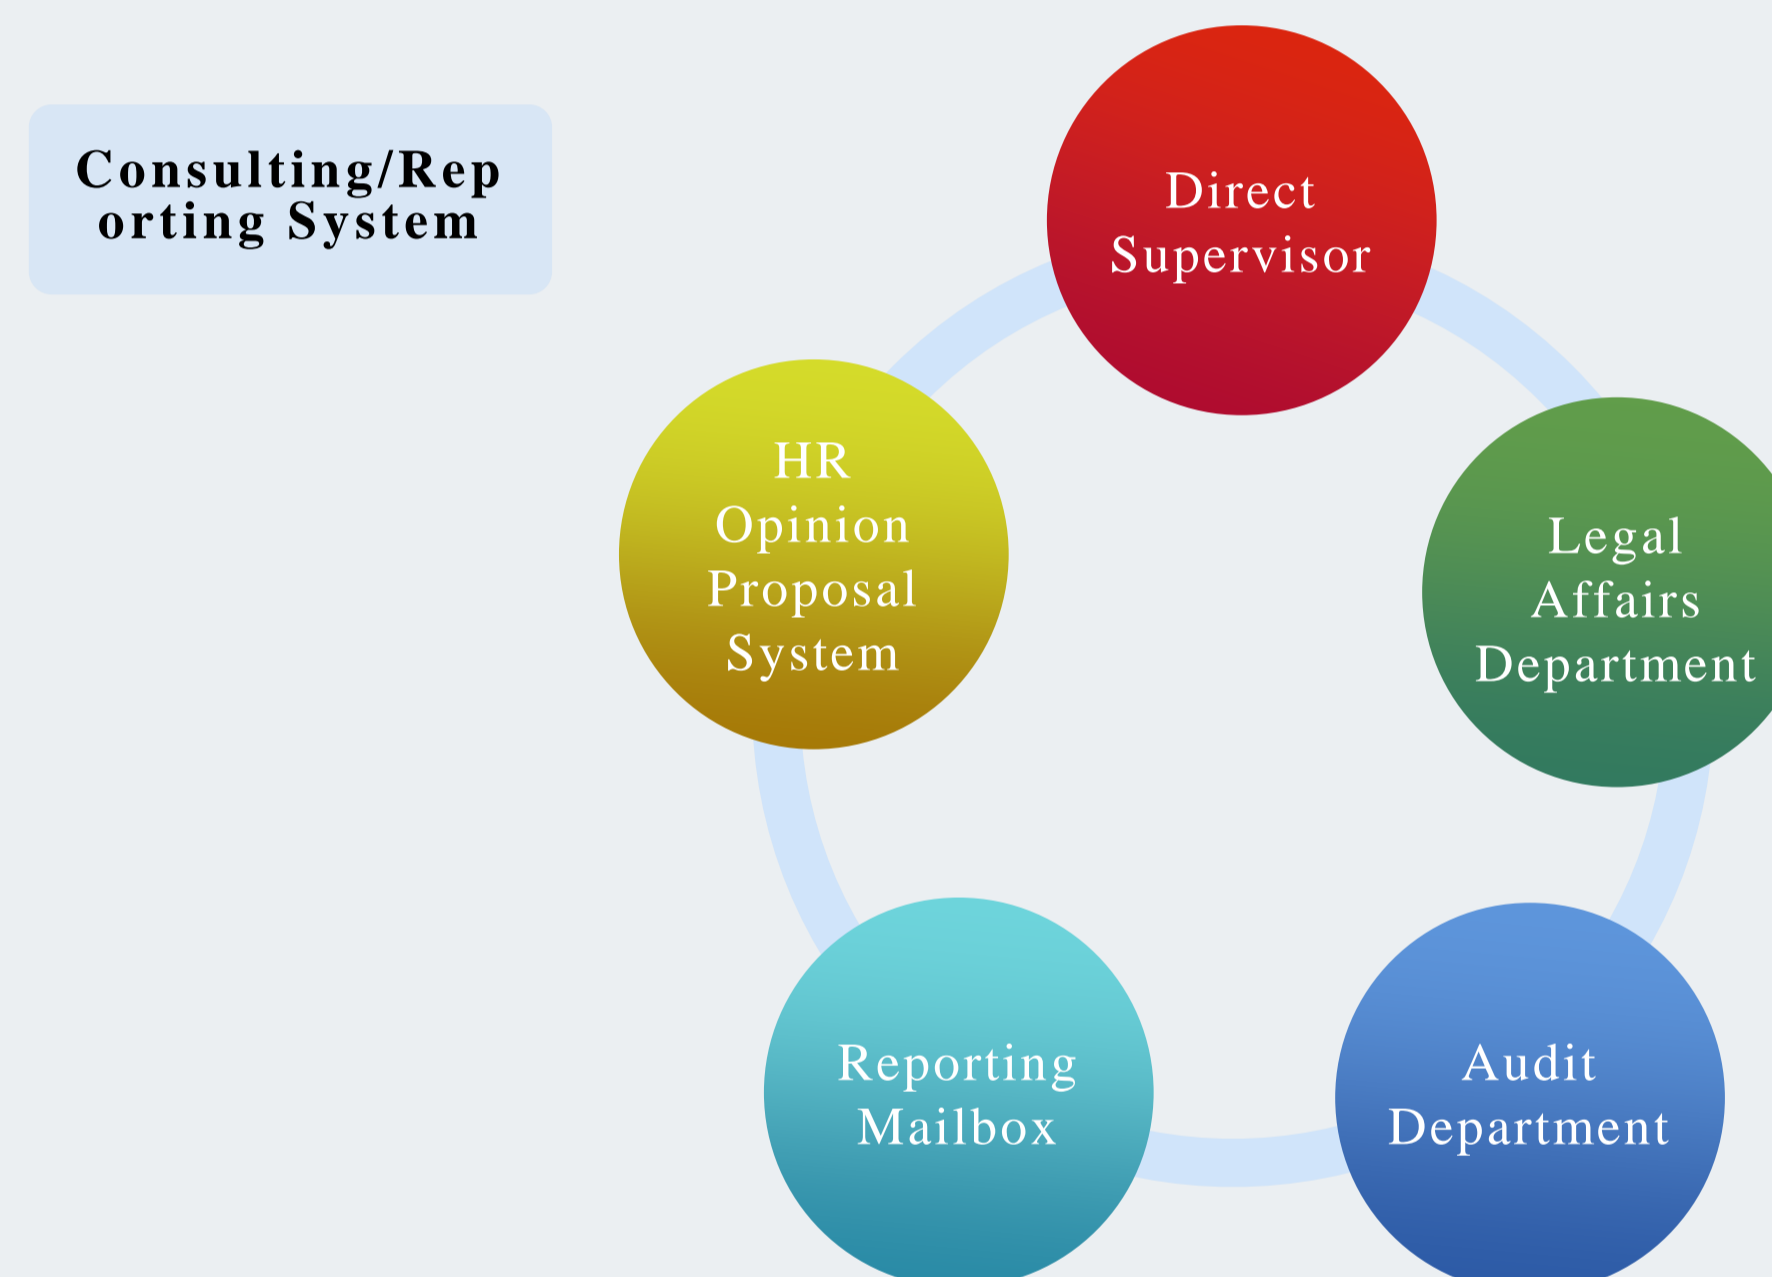 Consulting/Rep
orting System
Direct
Supervisor
HR
Opinion
Proposal
System
Legal
Affairs
Department
Reporting
Mailbox
Audit
Department